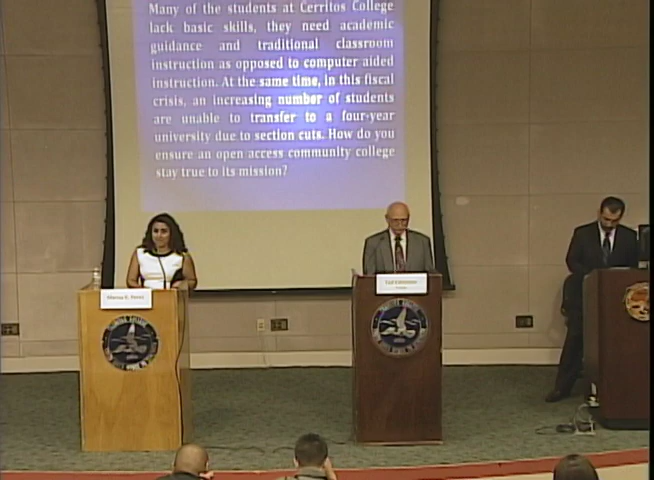 Many of the students at Cerritos College
lack basic skills, they need academic
guidance and traditional classroom
instruction as opposed to computer aided
instruction. At the same time, in this fiscal
crisis, an increasing number of students
are unable to transfer to a four-year
university due to section cuts. How do you
ensure an open access community college
stay true to its mission?
Ted